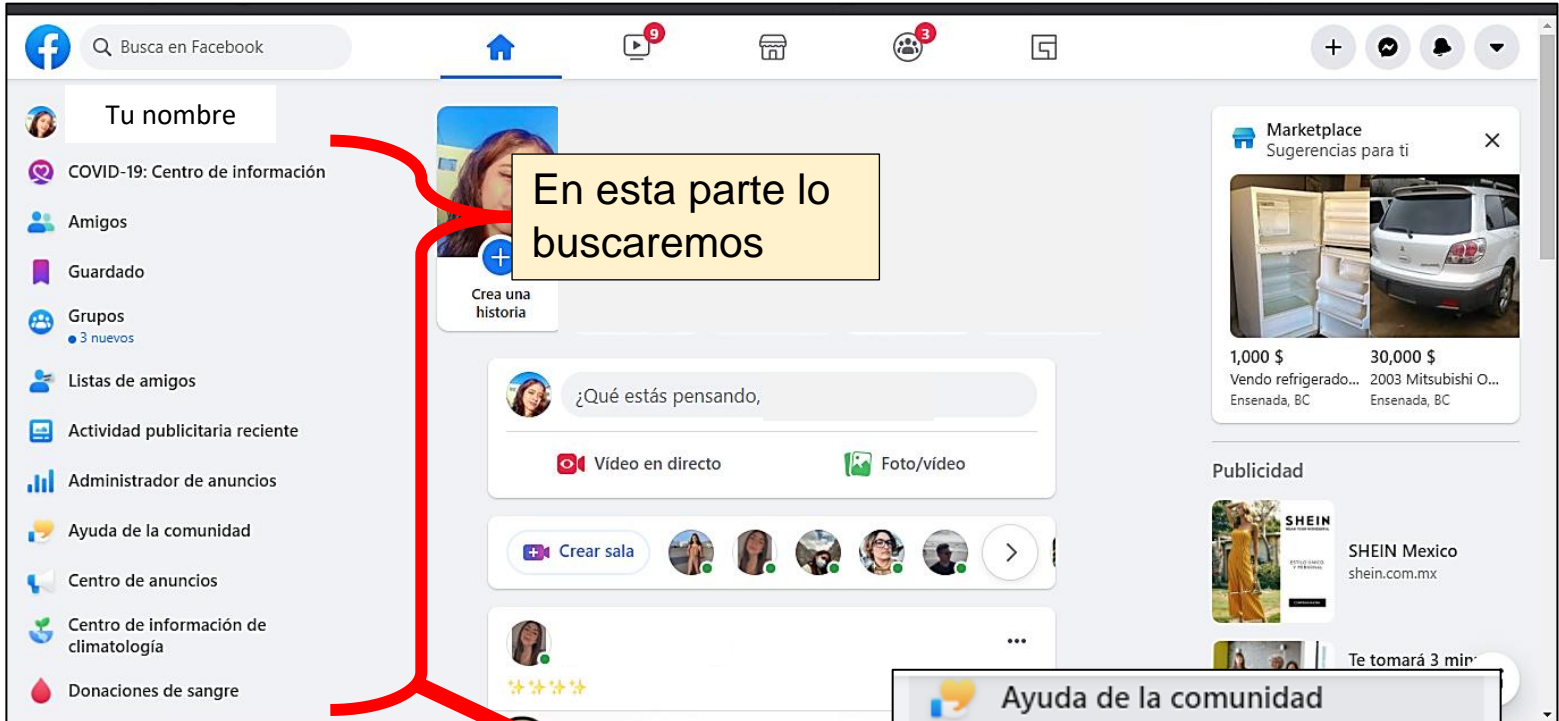 Busca en Facebook
9
3
Tu nombre
COVID-19: Centro de información
Amigos
Guardado
Grupos
3 nuevos
Listas de amigos
Actividad publicitaria reciente
Administrador de anuncios
Ayuda de la comunidad
Centro de anuncios
Centro de información de
climatología
Donaciones de sangre
En esta parte lo
buscaremos
Crea una
historia
¿Qué estás pensando,
Vídeo en directo
Foto/vídeo
Crear sala
Marketplace
Sugerencias para ti
1,000 $
30,000 $
Vendo refrigerado...
2003 Mitsubishi O...
Ensenada, BC
Ensenada, BC
Publicidad
SHEIN
SHEIN Mexico
shein.com.mx
Te tomará 3
Ayuda de la comunidad